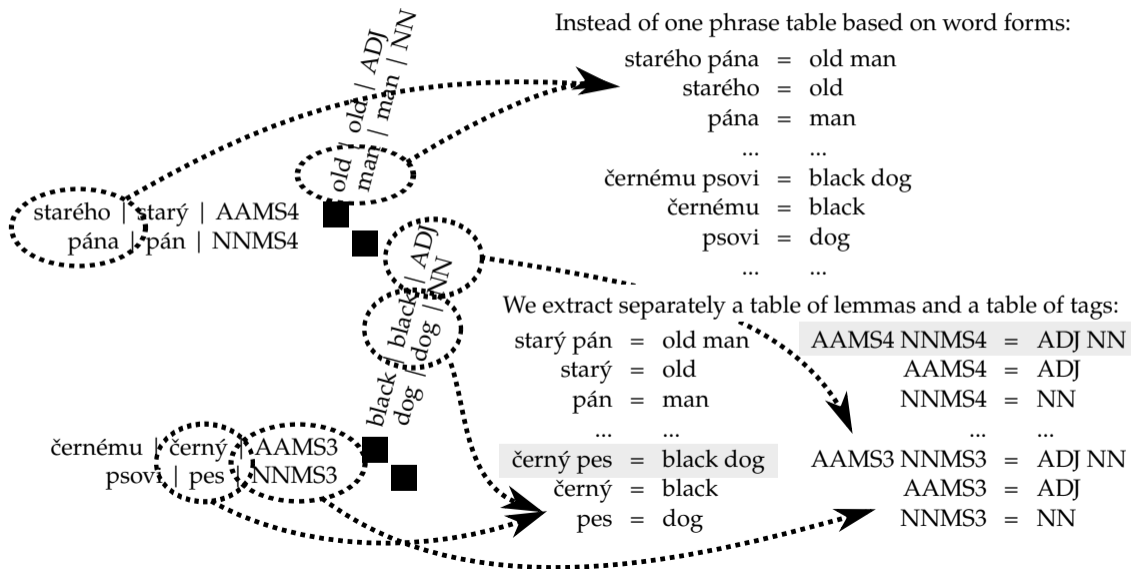 Instead of one phrase table based on word forms:
starého pána = old man
starého = old
pána = man
... ...
černému psovi = black dog
černému = black
psovi = dog
... ...
old | old | ADJ
man | man | NN
starého | starý | AAMS4
pána | pán | NNMS4
black | black | ADJ
dog | dog | NN
černému | černý | AAMS3
psovi | pes | NNMS3
We extract separately a table of lemmas and a table of tags:
starý pán = old man AAMS4 NNMS4 = ADJ NN
starý = old AAMS4 = ADJ
pán = man NNMS4 = NN
... ... ... ...
černý pes = black dog AAMS3 NNMS3 = ADJ NN
černý = black AAMS3 = ADJ
pes = dog NNMS3 = NN